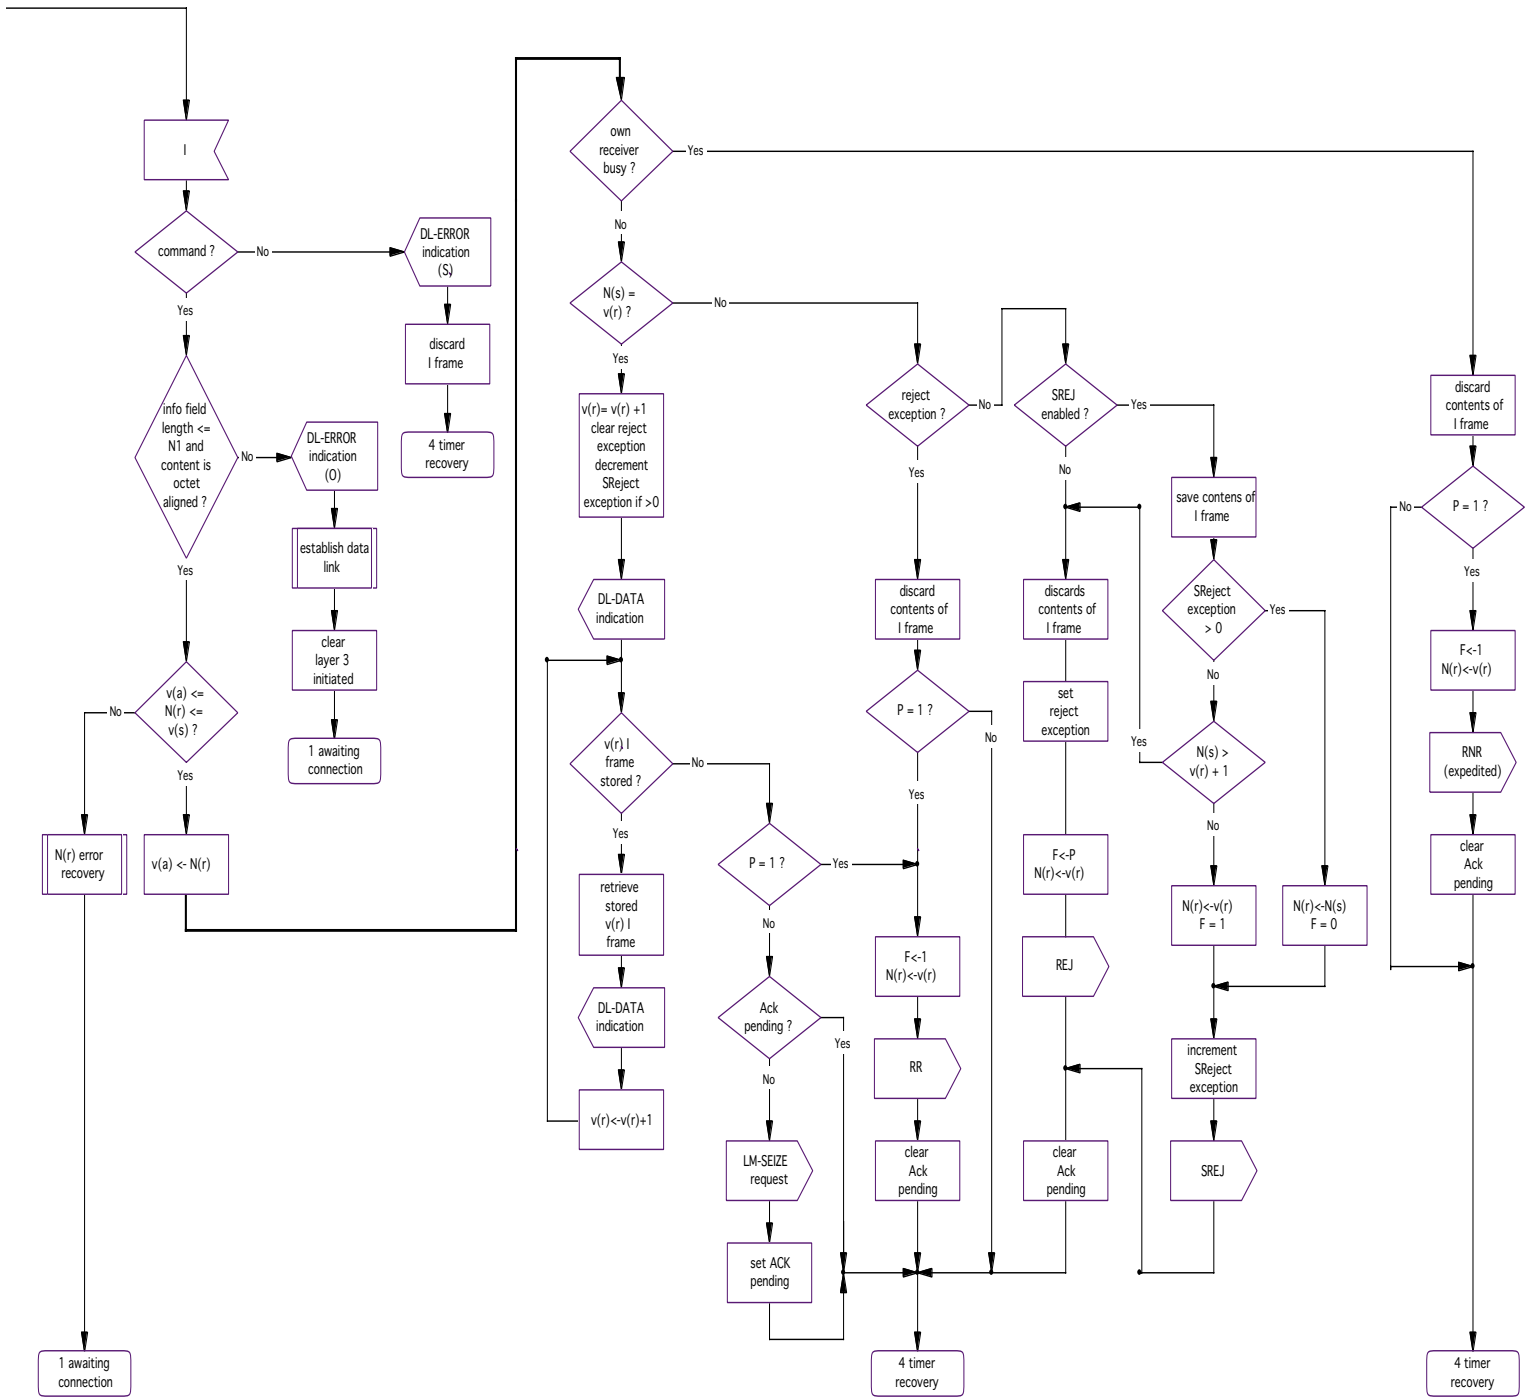 I
command ?
No
DL-ERROR
indication
(S)
discard
I frame
4 timer
recovery
Yes
info field
length <=
N1 and
content is
octet
aligned ?
No
DL-ERROR
indication
(O)
establish data
link
clear
layer 3
initiated
1 awaiting
connection
Yes
v(a) <=
N(r) <=
v(s) ?
No
N(r) error
recovery
1 awaiting
connection
Yes
v(a) <- N(r)
own
receiver
busy ?
Yes
No
N(s) =
v(r) ?
No
Yes
v(r)= v(r) +1
clear reject
exception
decrement
SReject
exception if >0
DL-DATA
indication
v(r) I
frame
stored ?
No
Yes
retrieve
stored
v(r) I
frame
DL-DATA
indication
v(r)<-v(r)+1
P = 1 ?
Yes
No
Ack
pending ?
Yes
No
LM-SEIZE
request
set ACK
pending
reject
exception ?
No
Yes
discard
contents of
I frame
P = 1 ?
No
Yes
F<-1
N(r)<-v(r)
RR
clear
Ack
pending
4 timer
recovery
SREJ
enabled ?
Yes
No
discards
contents of
I frame
set
reject
exception
F<-P
N(r)<-v(r)
REJ
clear
Ack
pending
save contens of
I frame
SReject
exception
> 0
Yes
No
N(s) >
v(r) + 1
Yes
No
N(r)<-v(r)
F = 1
N(r)<-N(s)
F = 0
increment
SReject
exception
SREJ
discard
contents of
I frame
P = 1 ?
No
Yes
F<-1
N(r)<-v(r)
RNR
(expedited)
clear
Ack
pending
4 timer
recovery